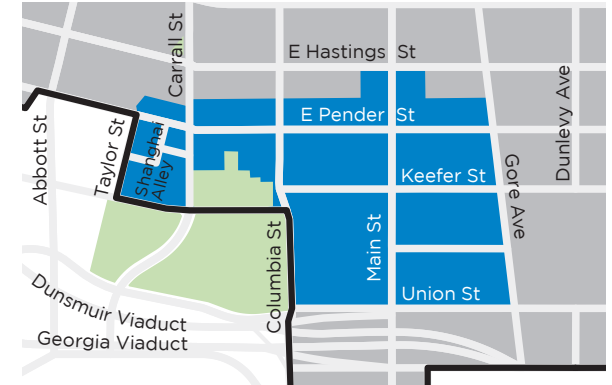 E Hastings St
Carrall St
E Pender St
Abbott St
Taylor St
Shanghai
Alley
Dunlevy Ave
Gore Ave
Keefer St
Main St
Columbia St
Union St
Dunsmuir Viaduct
Georgia Viaduct